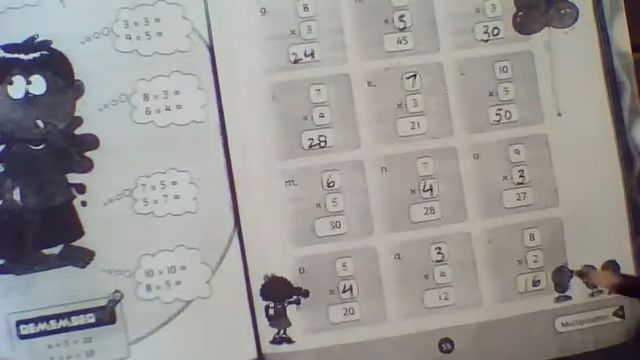 3 × 3 =
9 × 5 =
8 × 3 =
6 × 4 =
7 × 5 =
5 × 7 =
10 × 10 =
8 × 5 =
REMEMBER
g. 8
× 3
24
× 5
45
× 3
30
7
× 4
28
k. 7
× 3
21
10
× 5
50
m. 6
× 5
30
n. 7
× 4
28
o. 9
× 3
27
p. 5
× 4
20
q. 3
× 4
12
8
× 2
16
Multiplication